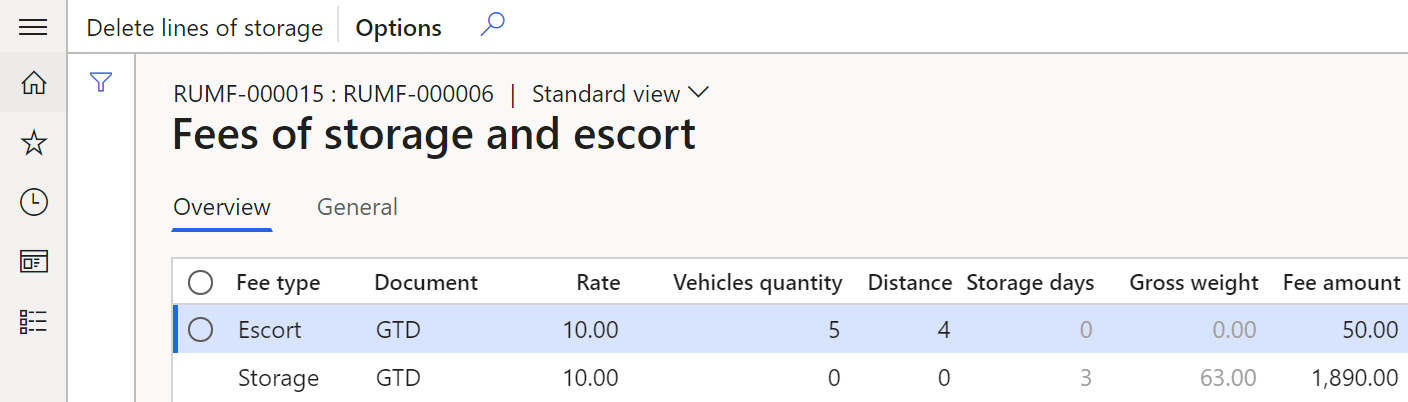 Delete lines of storage Options
RUMF-000015 : RUMF-000006 | Standard view
Fees of storage and escort
Overview General
Fee type Document Rate Vehicles quantity Distance Storage days Gross weight Fee amount
Escort GTD 10.00 5 4 0 0.00 50.00
Storage GTD 10.00 0 0 3 63.00 1,890.00